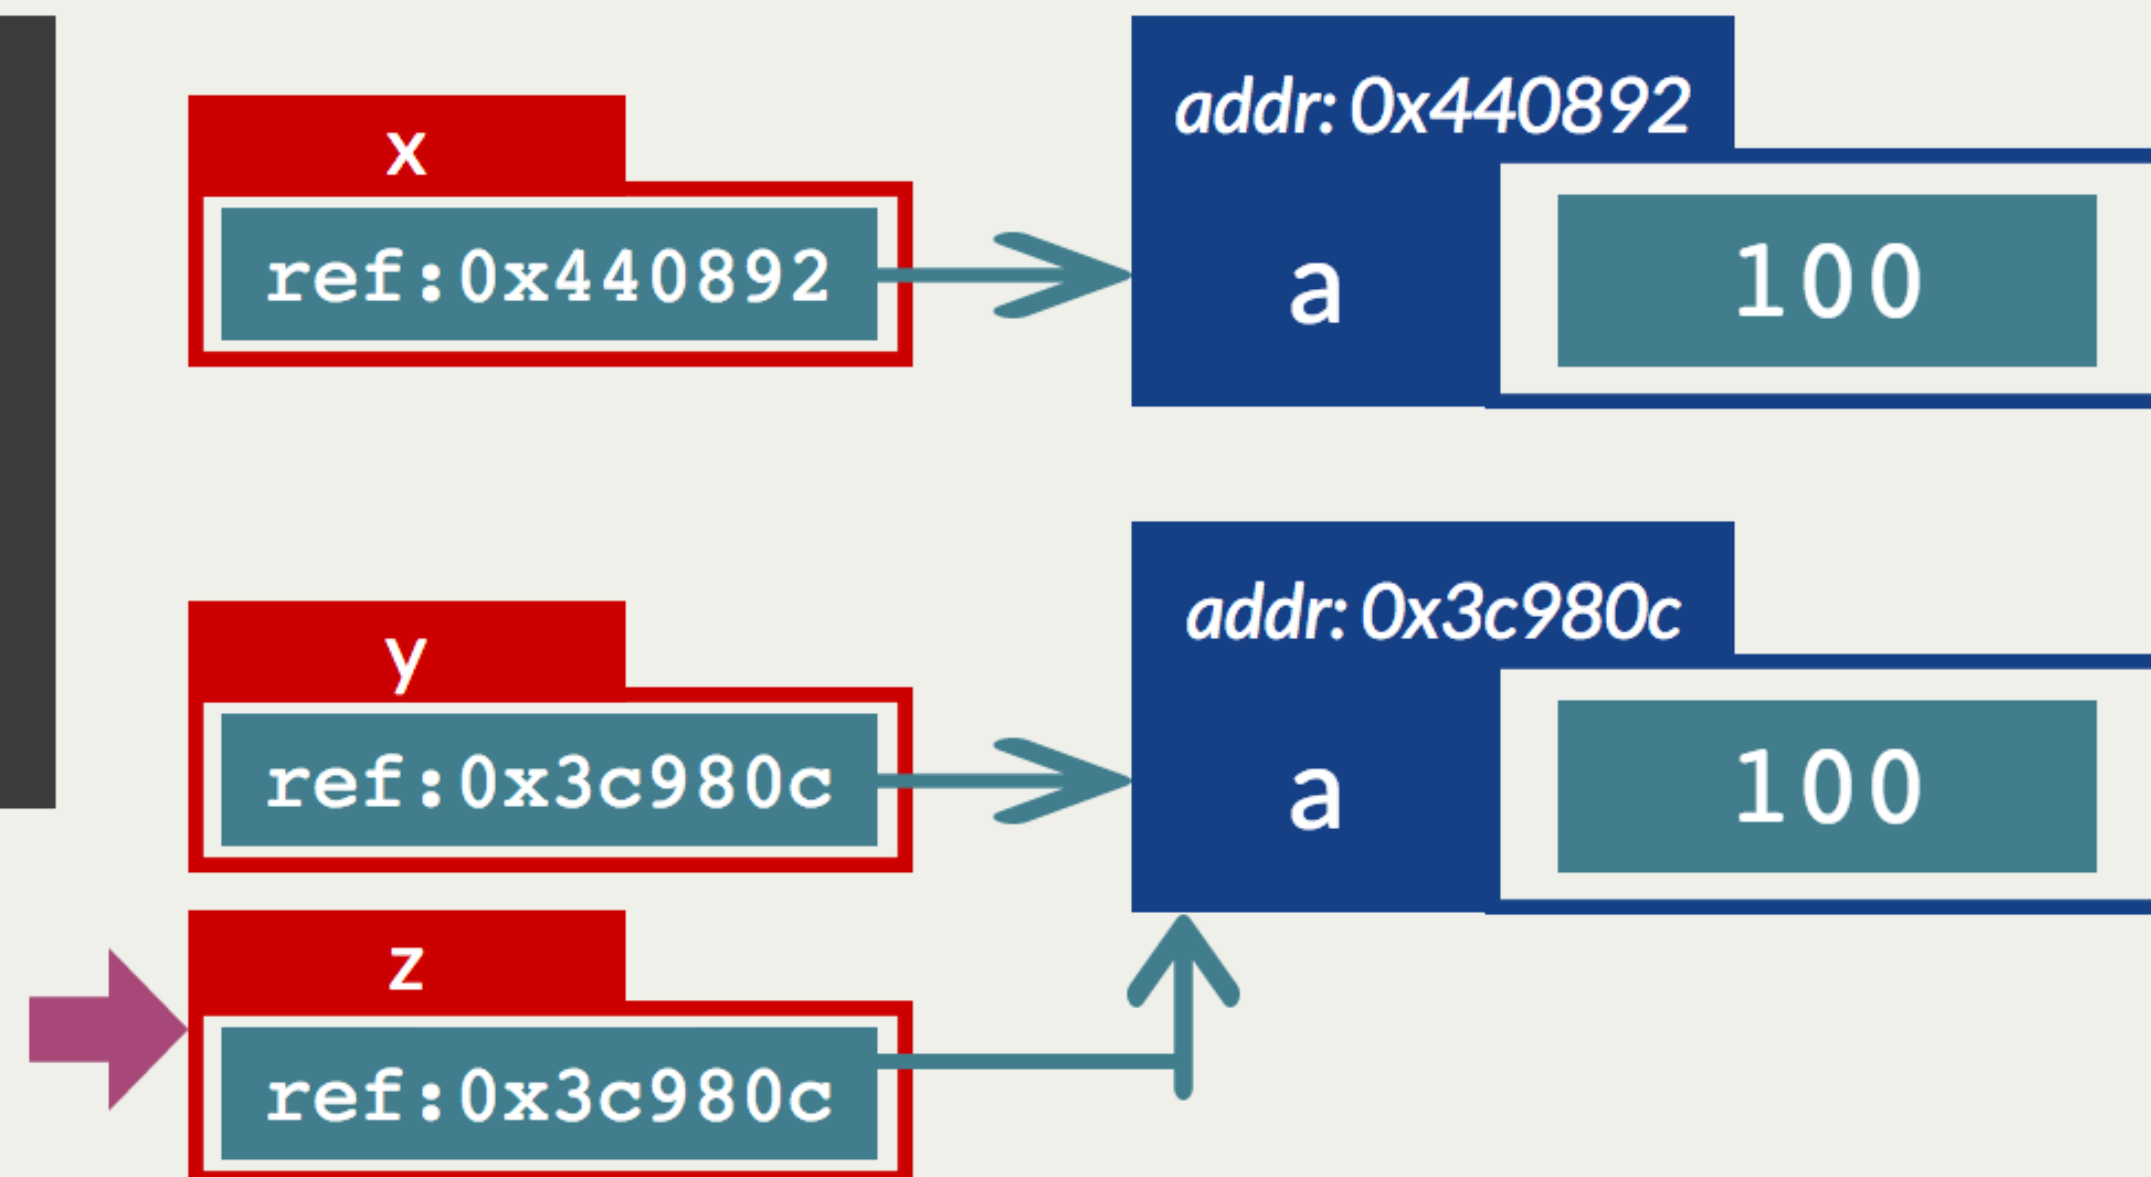 addr: 0x440892
x
ref:0x440892
a
100
addr: 0x3c980c
y
ref:0x3c980c
a
100
z
ref:0x3c980c